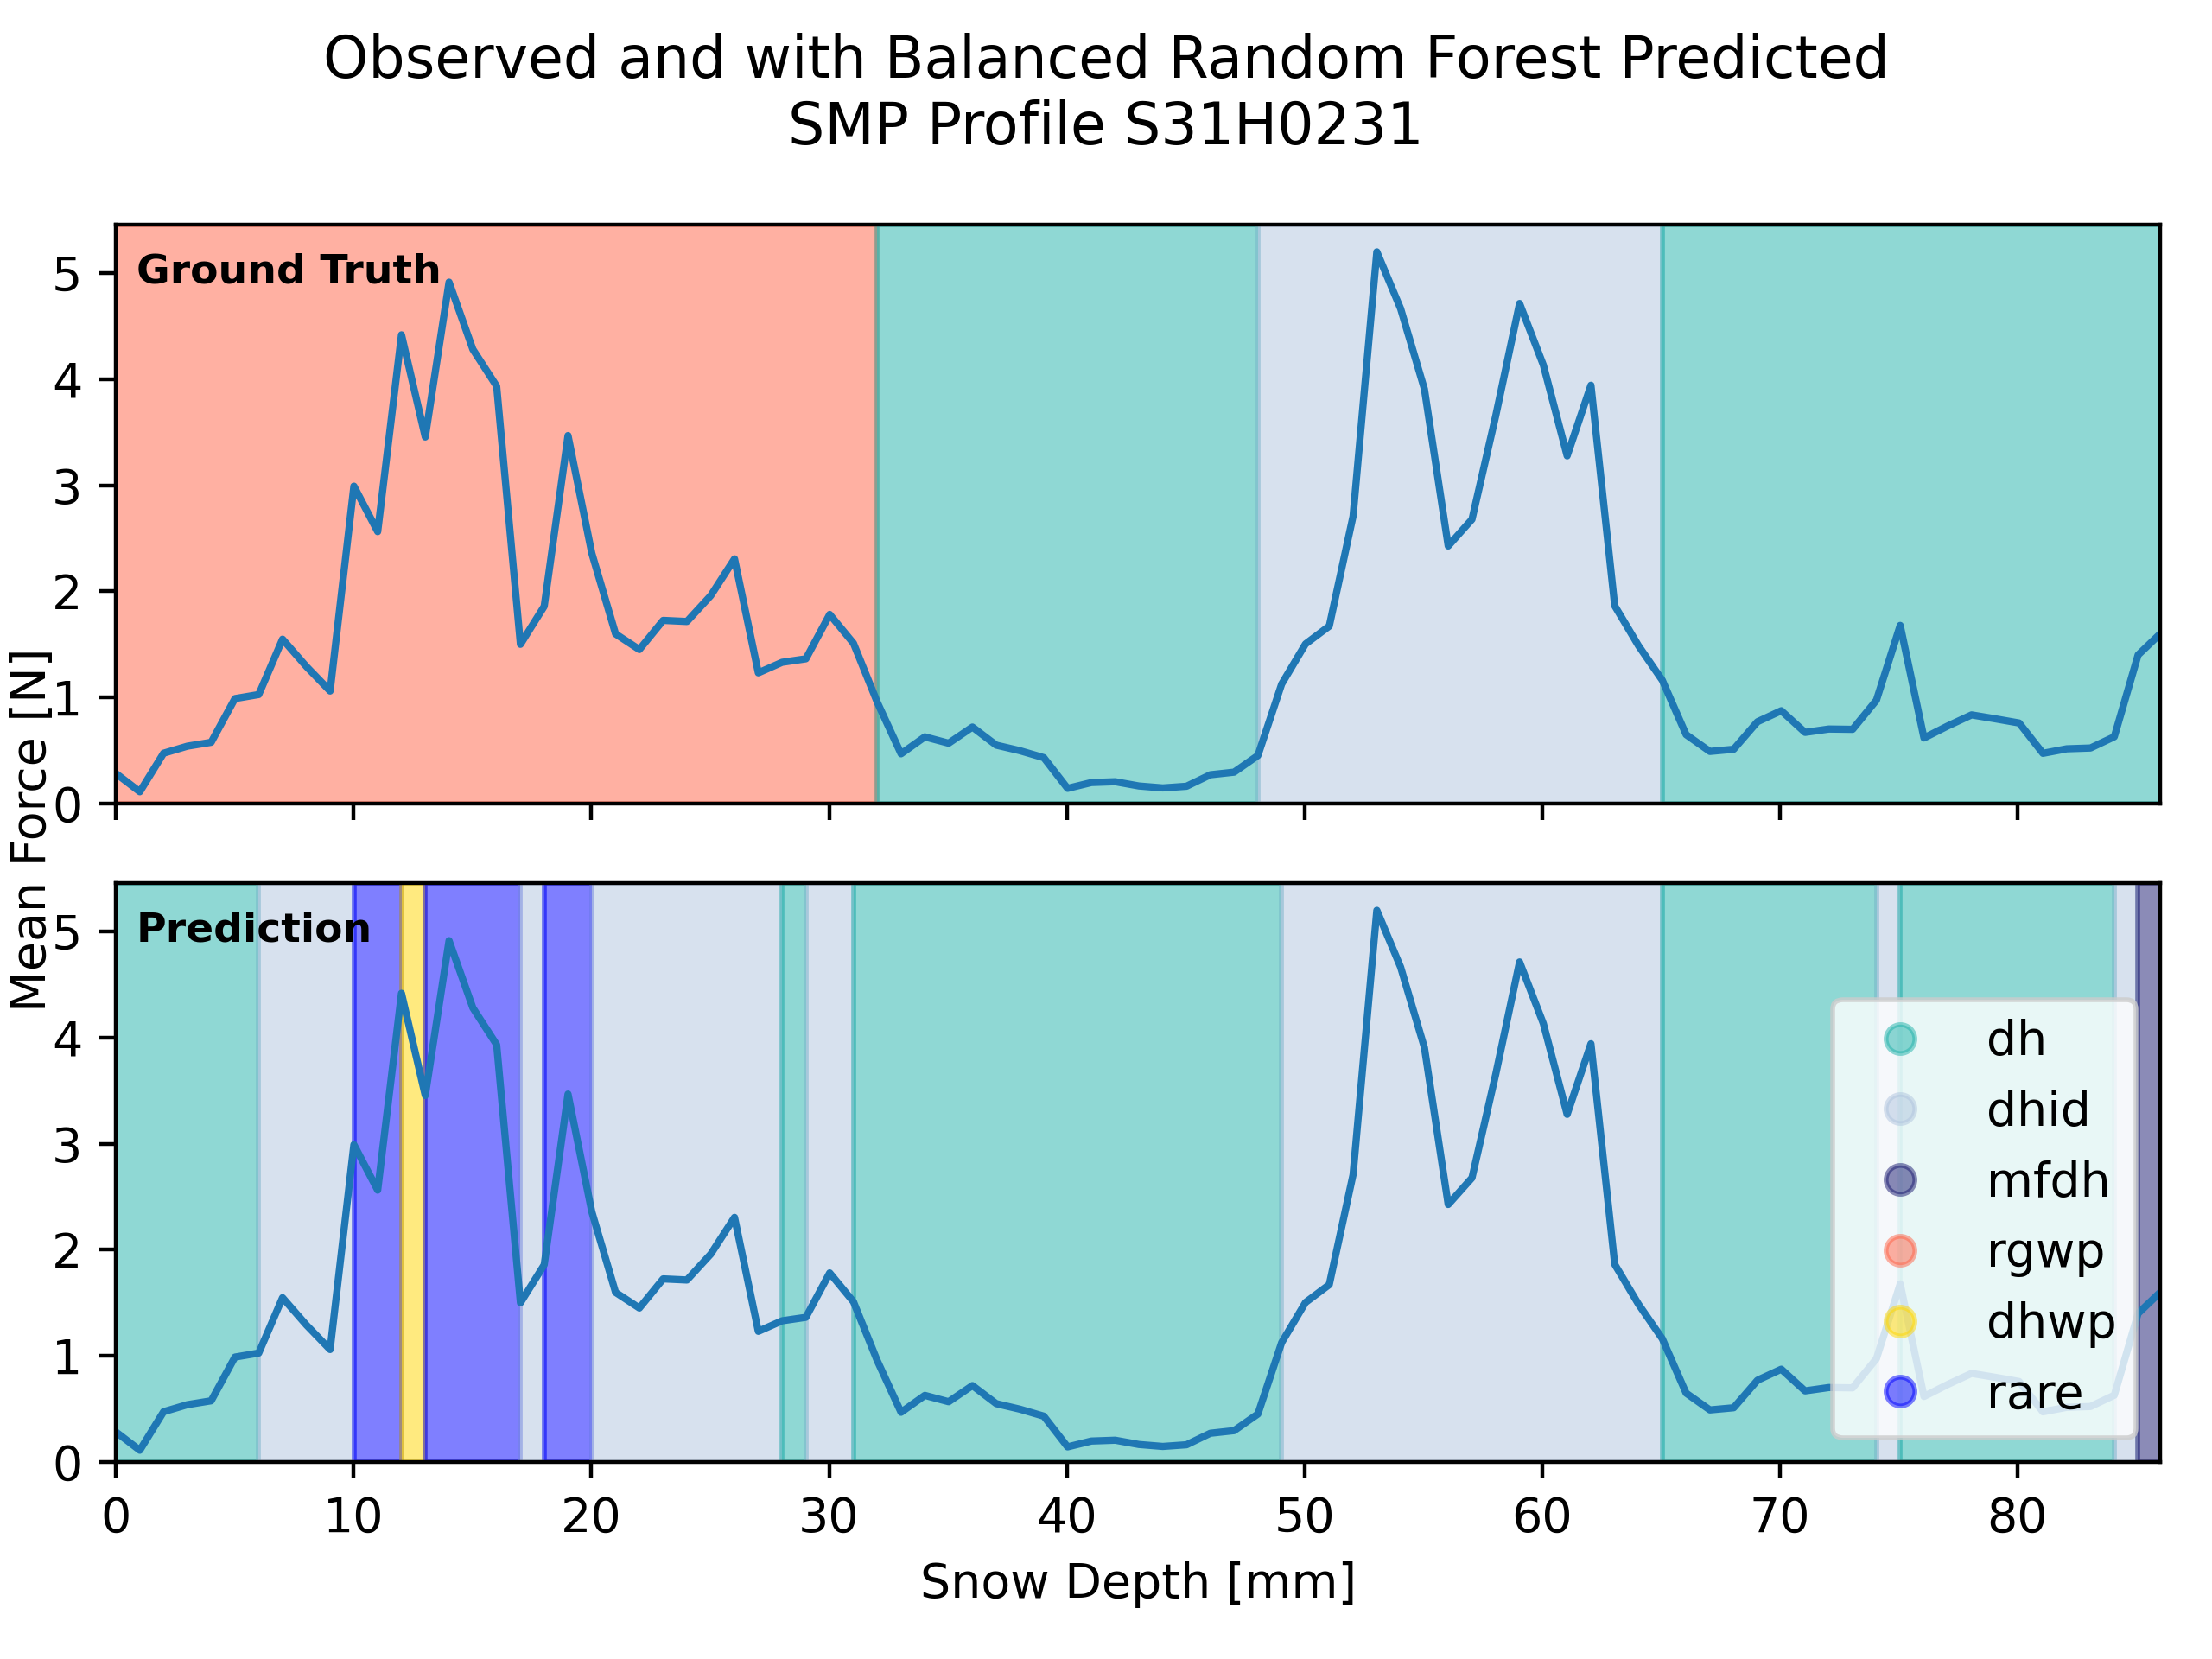 Observed and with Balanced Random Forest Predicted
SMP Profile S31H0231
Ground Truth
5
4
3
2
1
0
Mean Force [N]
Prediction
5
4
3
2
1
0
dh
dhid
mfdh
rgwp
dhwp
rare
0 10 20 30 40 50 60 70 80
Snow Depth [mm]